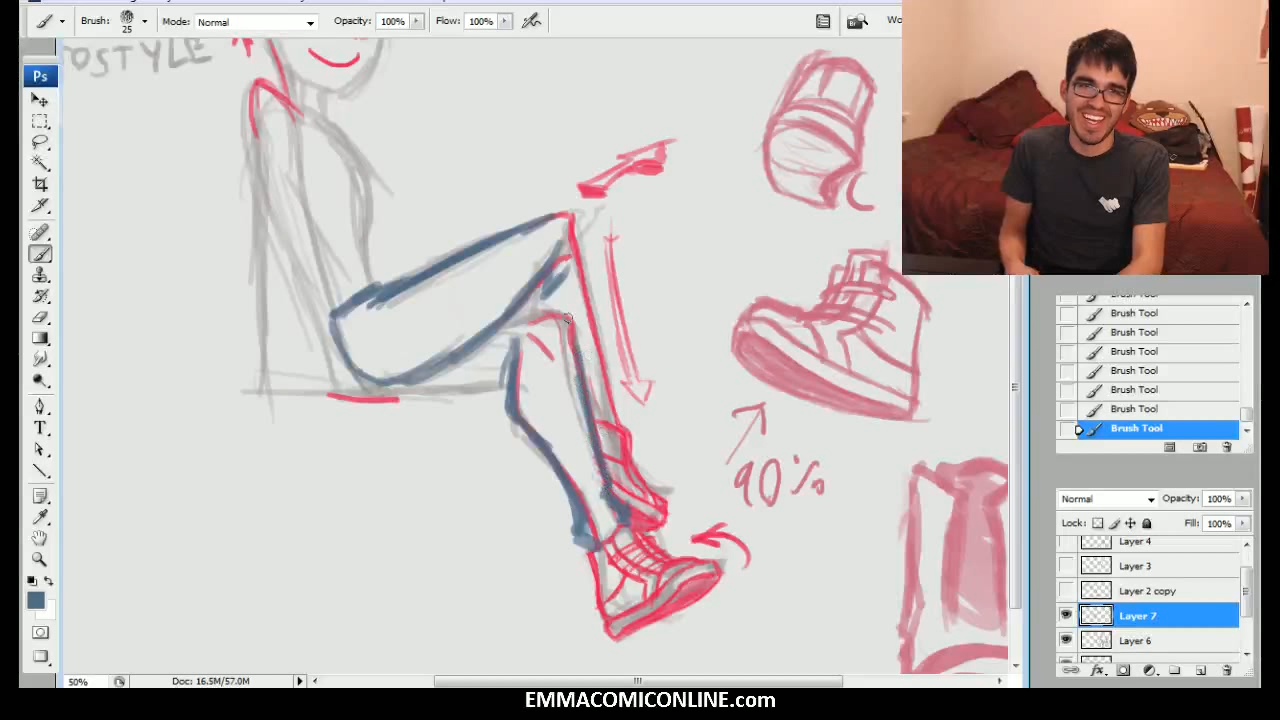 Brush: 25 Mode: Normal Opacity: 100% Flow: 100%
OSTYLE
Ps
T
90%
Brush Tool
Brush Tool
Brush Tool
Brush Tool
Brush Tool
Brush Tool
Brush Tool
Brush Tool
Normal Opacity: 100%
Lock: Fill: 100%
Layer 4
Layer 3
Layer 2 copy
Layer 7
Layer 6
50% Doc: 16.5M/57.0M
EMMACOMICONLINE.com